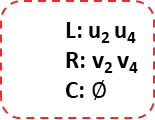 L: u₂ u₄
R: v₂ v₄
C: ∅